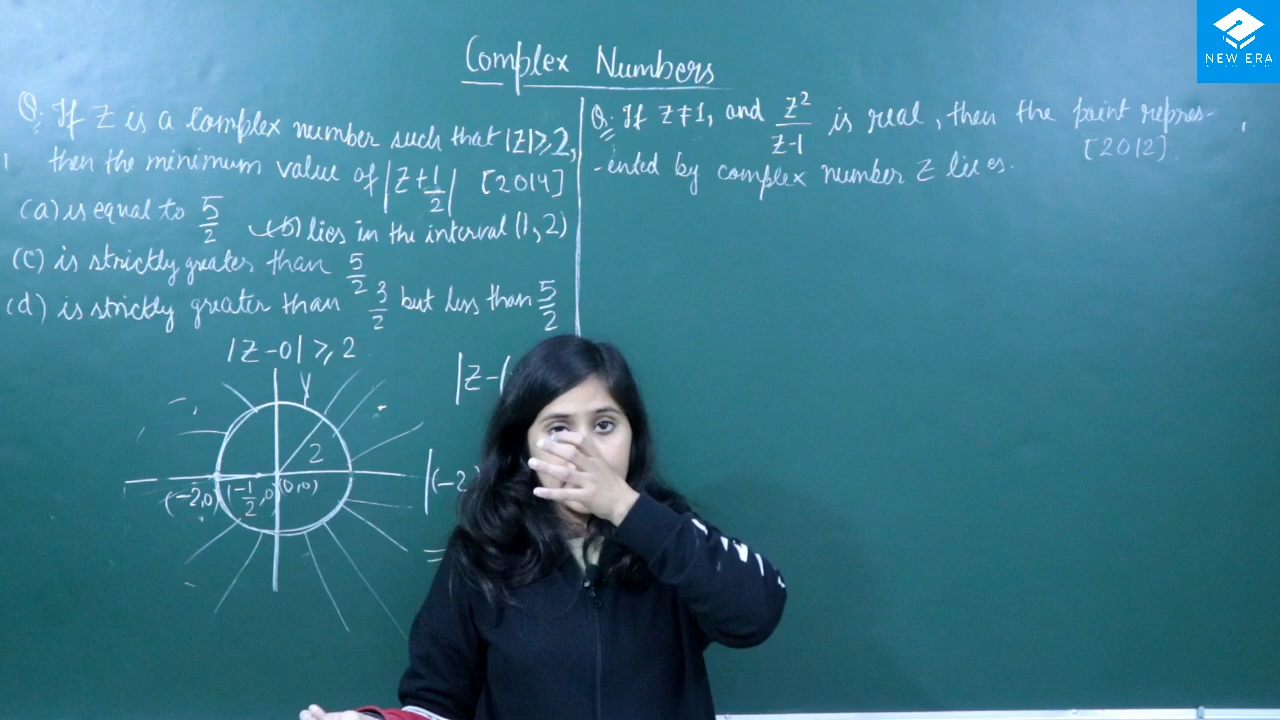 NEW ERA
Complex Numbers
Q. If Z is a complex number such that |Z|≥2,
then the minimum value of |Z+1/2| [2014]
(a) is equal to 5/2 (b) lies in the interval (1, 2)
(c) is strictly greater than 5/2
(d) is strictly greater than 3/2 but less than 5/2
|Z-0|≥2
Y
2
(-2,0) (-1/2,0) (0,0)
|Z-(
|(-2)
=
Q. If Z≠1, and Z²/Z-1 is real, then the point repres-
-ented by complex number Z lies. [2012].